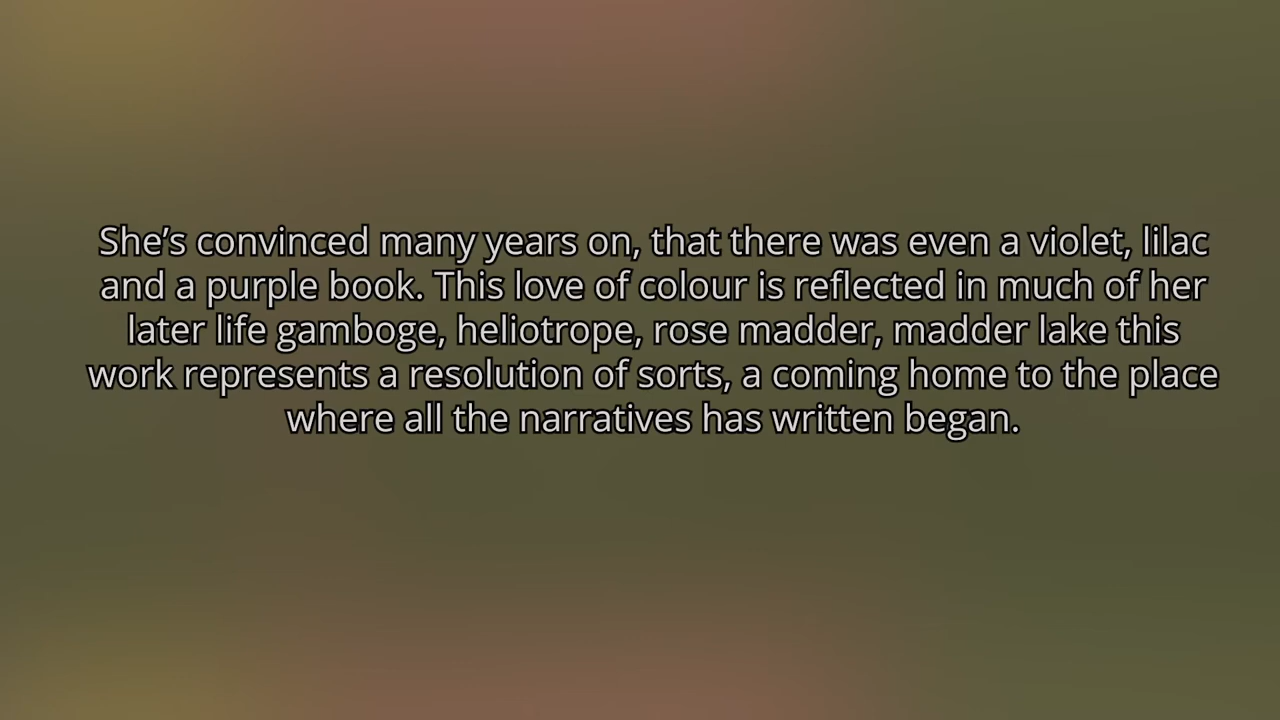 She’s convinced many years on, that there was even a violet, lilac
and a purple book. This love of colour is reflected in much of her
later life gamboge, heliotrope, rose madder, madder lake this
work represents a resolution of sorts, a coming home to the place
where all the narratives has written began.